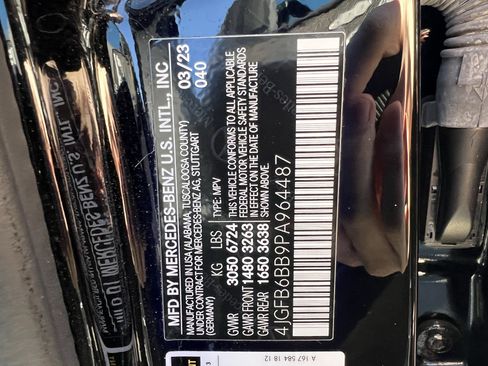 MFD BY MERCEDES-BENZ U.S. INTL., INC
IN USA (ALABAMA, TUSCALOOSA COUNTY) 03/23
UNDER CONTRACT FOR MERCEDES-BENZ AG, STUTTGART 040
(GERMANY) TYPE: MPV
KG LBS THIS VEHICLE CONFORMS TO ALL APPLICABLE
GVWR 3050 6724 FEDERAL MOTOR VEHICLE SAFETY STANDARDS
GAWR FRONT 1480 3263 IN EFFECT ON THE DATE OF MANUFACTURE
GAWR REAR 1650 3638 SHOWN ABOVE.
4JGFB6BB9PA964487
A 167 584 18 12